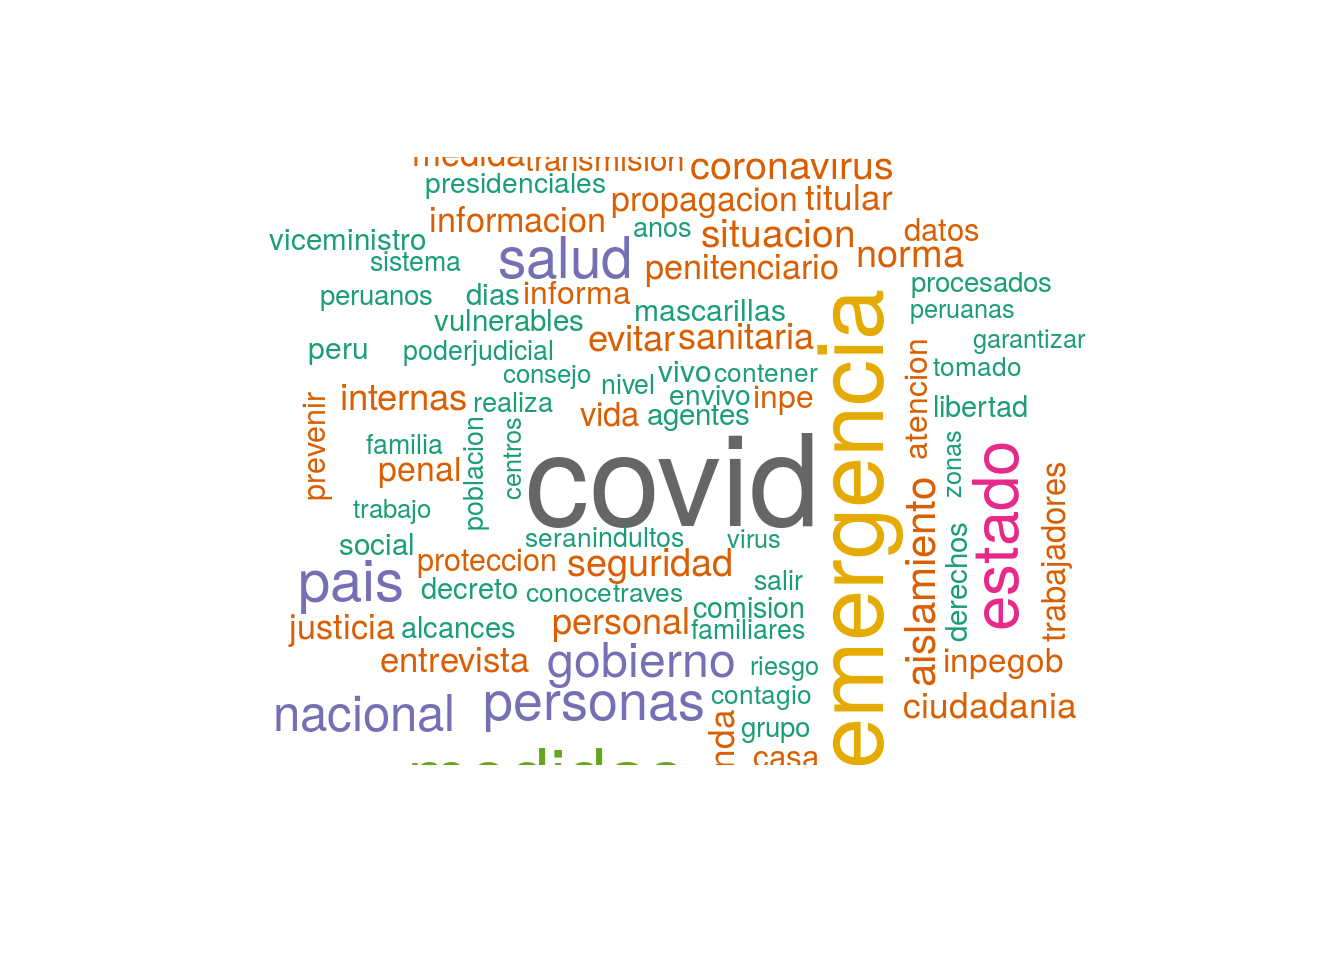 medida transmision coronavirus
presidenciales propagacion titular
informacion anos situacion datos
viceministro salud norma
sistema penitenciario
peruanos dias informa mascarillas procesados
vulnerables peruanas
peru poderjudicial evitar sanitaria garantizar
consejo nivel vivo contener tomado
internas realiza envivo inpe libertad
vida agentes
emergencia
atencion
prevenir
familia
penal
poblacion
centros
covid
zonas
estado
trabajadores
aislamiento
derechos
trabajo
social seranindultos virus
proteccion seguridad
pais decreto conocetraves salir
justicia alcances personal comision
familiares
entrevista gobierno riesgo inpegob
nacional personas contagio ciudadania
grupo
nda
casa
medidas